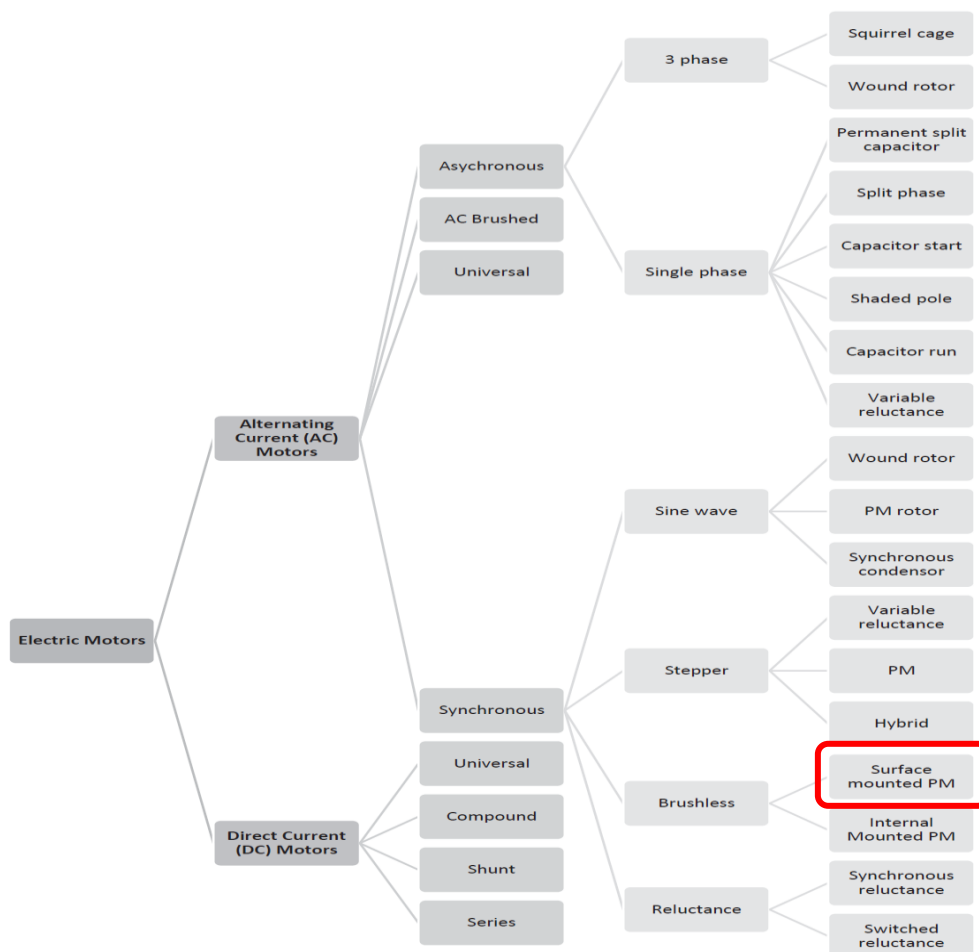 Squirrel cage
3 phase
Wound rotor
Permanent split
capacitor
Asychronous
Split phase
AC Brushed
Capacitor start
Universal
Single phase
Shaded pole
Capacitor run
Variable
reluctance
Alternating
Current (AC)
Motors
Wound rotor
Sine wave
PM rotor
Synchronous
condensor
Electric Motors
Variable
reluctance
Stepper
PM
Synchronous
Hybrid
Universal
Surface
mounted PM
Brushless
Compound
Internal
Mounted PM
Direct Current
(DC) Motors
Shunt
Synchronous
reluctance
Reluctance
Series
Switched
reluctance